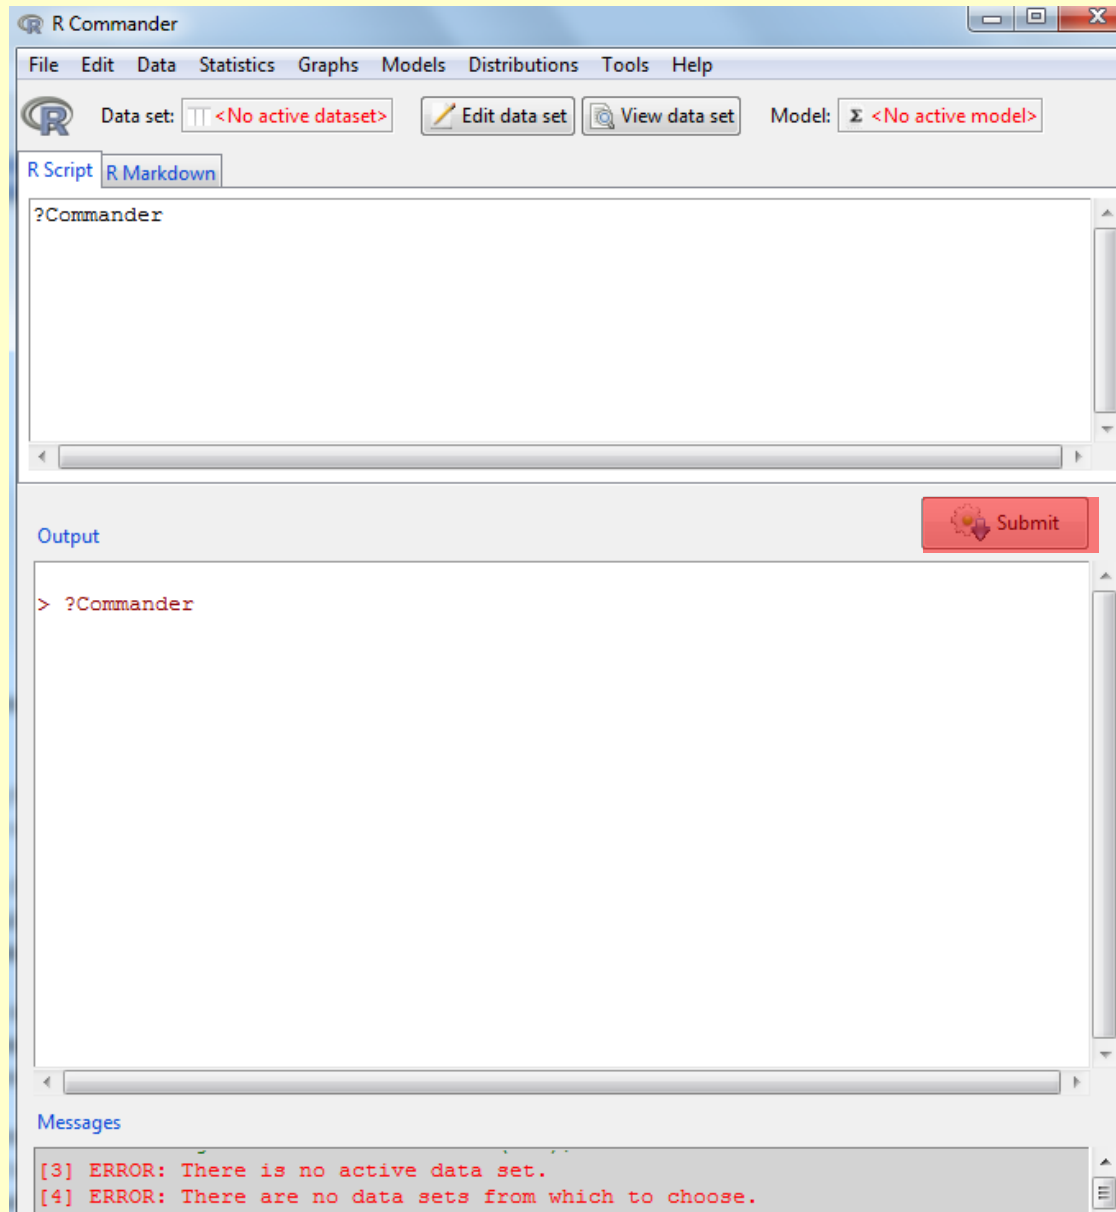 R Commander
File Edit Data Statistics Graphs Models Distributions Tools Help
Data set: <No active dataset> Edit data set View data set Model: Σ <No active model>
R Script R Markdown
?Commander
Submit
Output
> ?Commander
Messages
[3] ERROR: There is no active data set.
[4] ERROR: There are no data sets from which to choose.